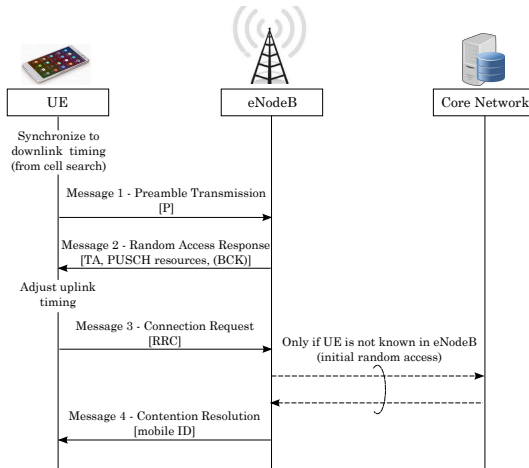 UE
eNodeB
Core Network
Synchronize to
downlink timing
(from cell search)
Message 1 - Preamble Transmission
[P]
Message 2 - Random Access Response
[TA, PUSCH resources, (BCK)]
Adjust uplink
timing
Message 3 - Connection Request
[RRC]
Only if UE is not known in eNodeB
(initial random access)
Message 4 - Contention Resolution
[mobile ID]